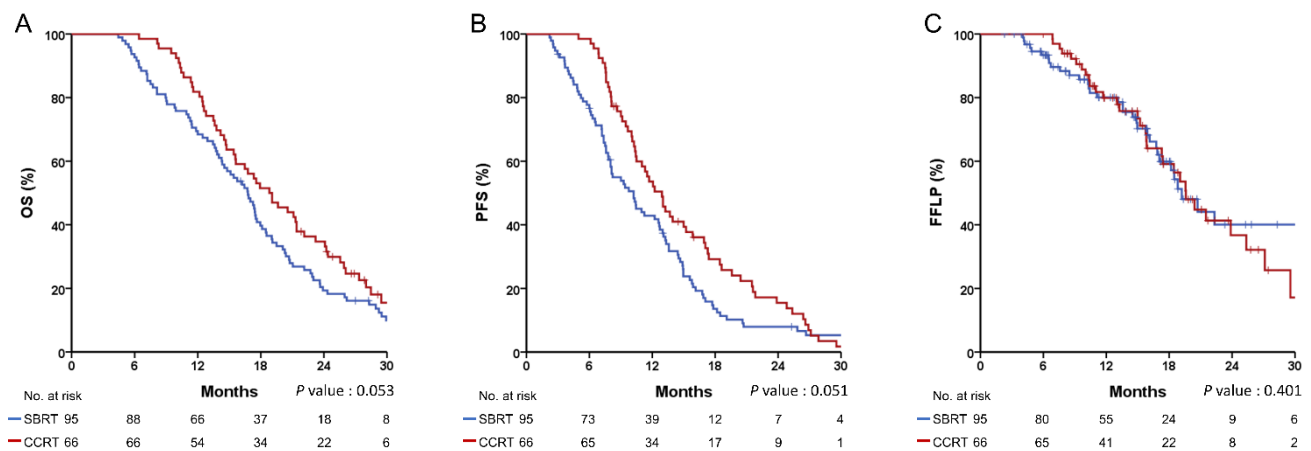 A
OS (%)
100
80
60
40
20
0
0 6 12 18 24 30
Months
P value : 0.053
No. at risk
SBRT 95 88 66 37 18 8
CCRT 66 66 54 34 22 6
B
PFS (%)
100
80
60
40
20
0
0 6 12 18 24 30
Months
P value : 0.051
No. at risk
SBRT 95 73 39 12 7 4
CCRT 66 65 34 17 9 1
C
FFLP (%)
100
80
60
40
20
0
0 6 12 18 24 30
Months
P value : 0.401
No. at risk
SBRT 95 80 55 24 9 6
CCRT 66 65 41 22 8 2